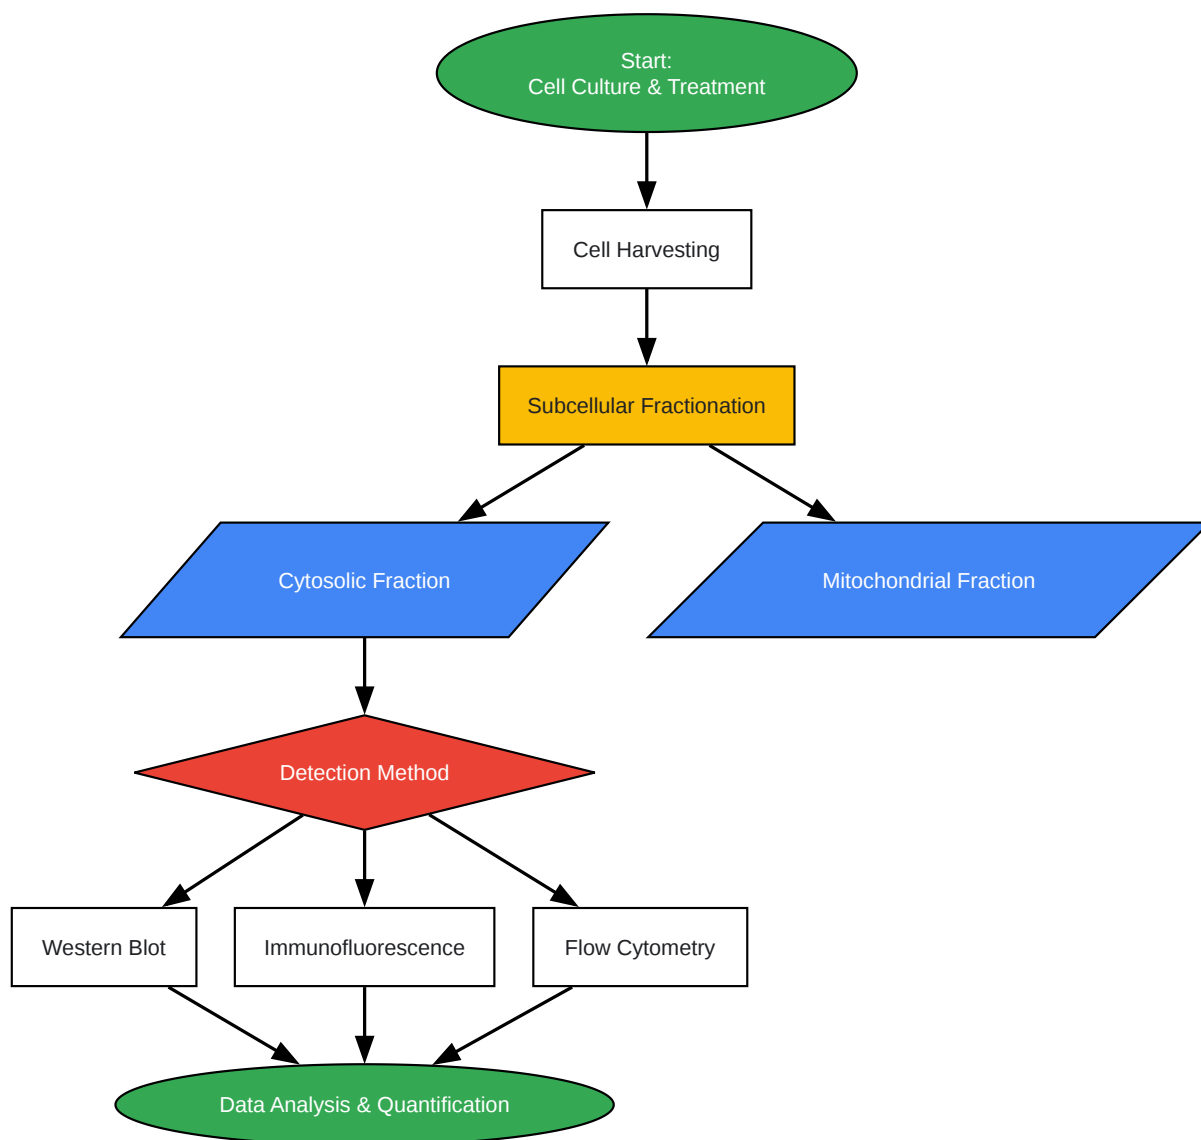 Start:
Cell Culture & Treatment
Cell Harvesting
Subcellular Fractionation
Cytosolic Fraction
Mitochondrial Fraction
Detection Method
Western Blot
Immunofluorescence
Flow Cytometry
Data Analysis & Quantification